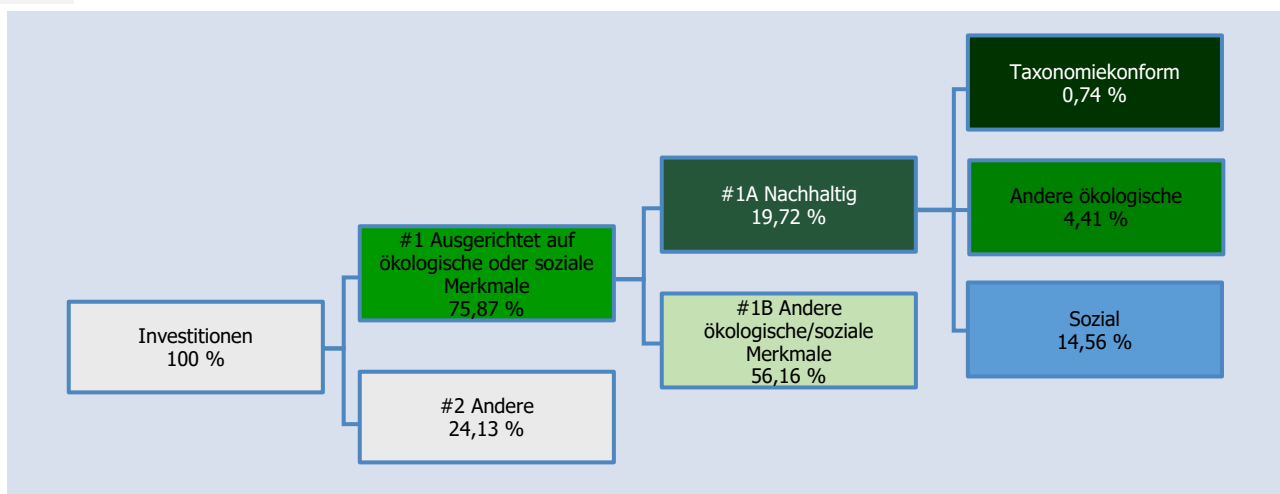 Investitionen
100 %
#1 Ausgerichtet auf
ökologische oder soziale
Merkmale
75,87 %
#2 Andere
24,13 %
#1A Nachhaltig
19,72 %
#1B Andere
ökologische/soziale
Merkmale
56,16 %
Taxonomiekonform
0,74 %
Andere ökologische
4,41 %
Sozial
14,56 %